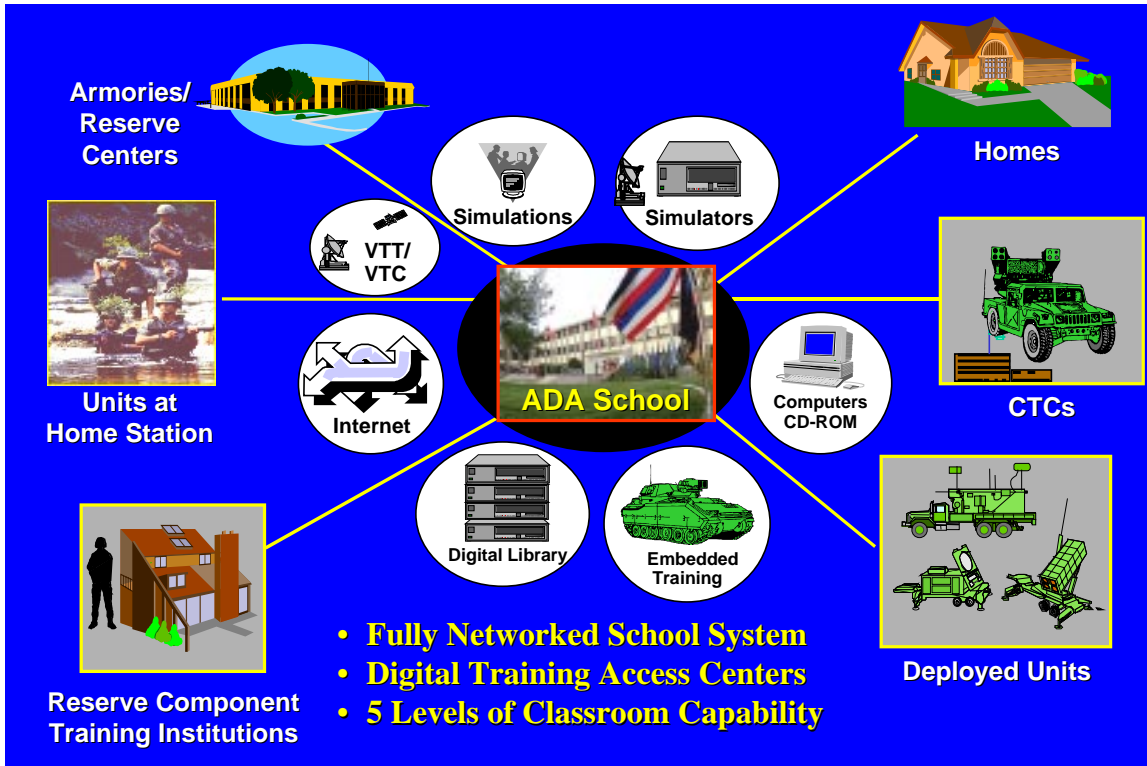 Armories/
Reserve
Centers
Homes
Simulations
Simulators
VTT/
VTC
Units at
Home Station
ADA School
CTCs
Internet
Computers
CD-ROM
Digital Library
Embedded
Training
Reserve Component
Training Institutions
Deployed Units
• Fully Networked School System
• Digital Training Access Centers
• 5 Levels of Classroom Capability